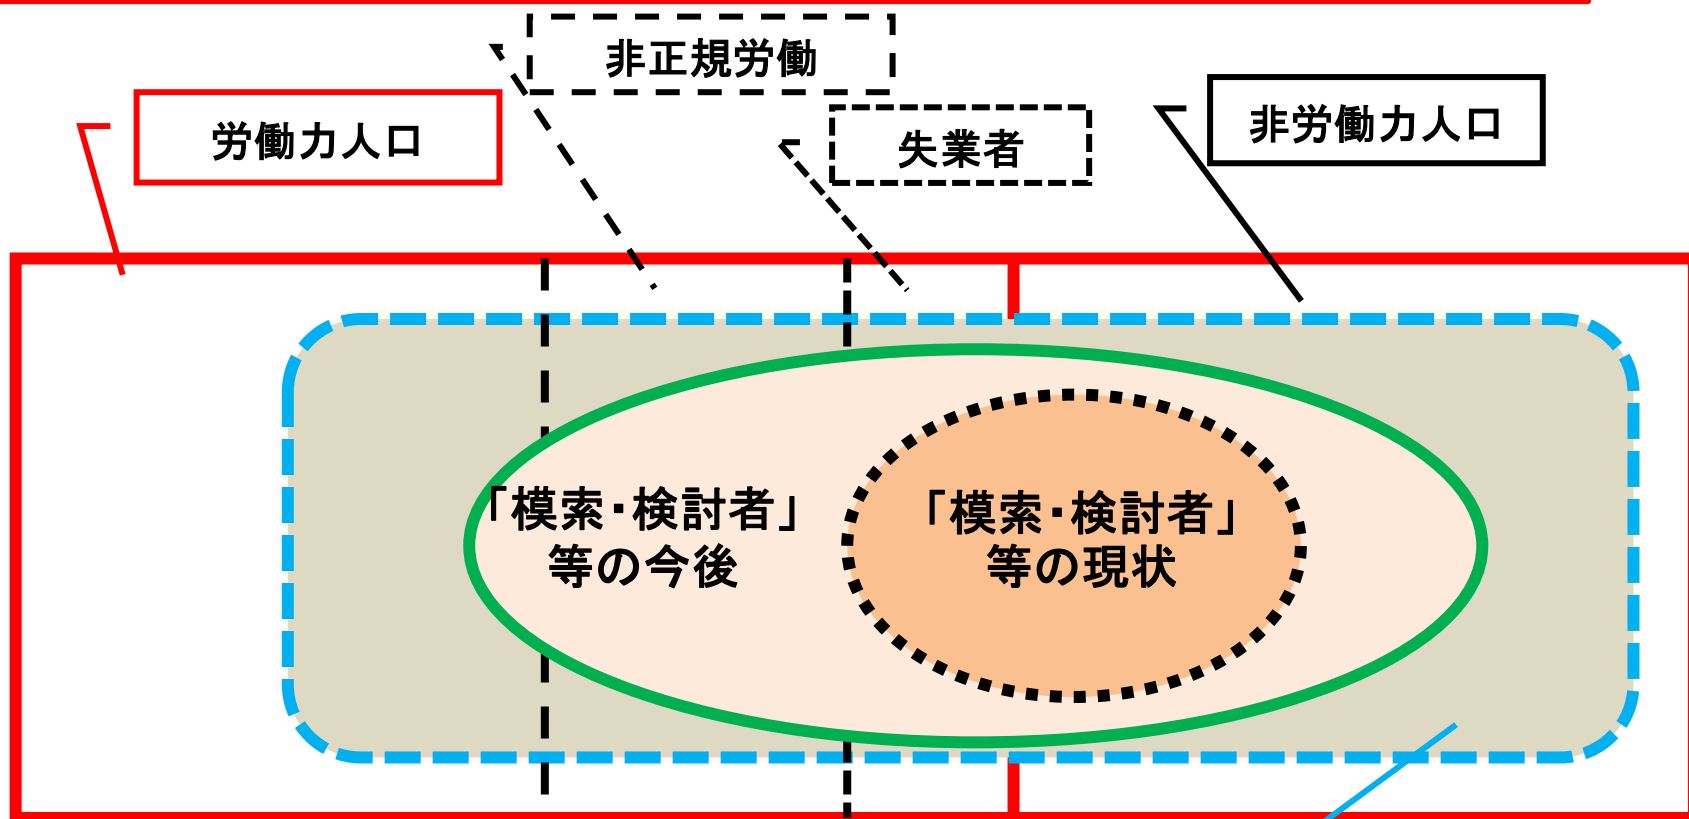 非正規労働
労働力人口
失業者
非労働力人口
「模索・検討者」
等の今後
「模索・検討者」
等の現状